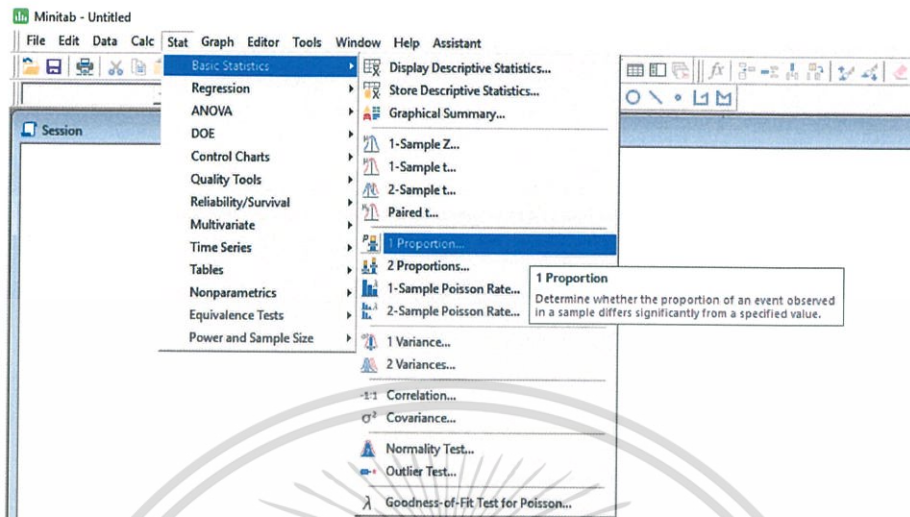 Minitab - Untitled
File Edit Data Calc Stat Graph Editor Tools Window Help Assistant
Basic Statistics
Regression
ANOVA
DOE
Control Charts
Quality Tools
Reliability/Survival
Multivariate
Time Series
Tables
Nonparametrics
Equivalence Tests
Power and Sample Size
Display Descriptive Statistics...
Store Descriptive Statistics...
Graphical Summary...
1-Sample Z...
1-Sample t...
2-Sample t...
Paired t...
1 Proportion...
2 Proportions...
1-Sample Poisson Rate...
2-Sample Poisson Rate...
1 Variance...
2 Variances...
Correlation...
σ² Covariance...
Normality Test...
Outlier Test...
λ Goodness-of-Fit Test for Poisson...
1 Proportion
Determine whether the proportion of an event observed
in a sample differs significantly from a specified value.
fx
Session